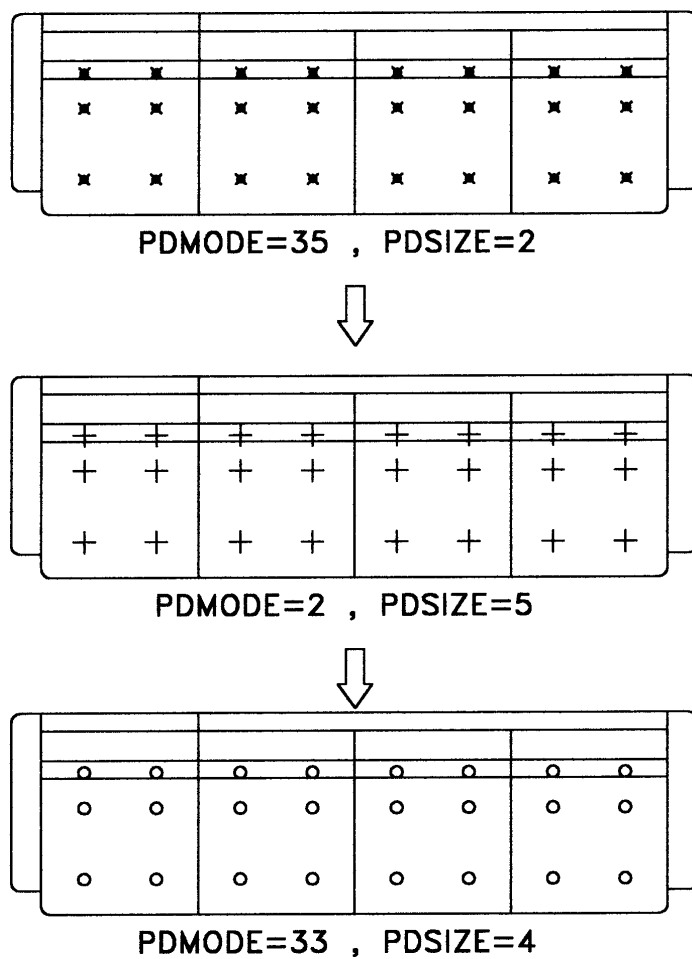 PDMODE=35 , PDSIZE=2
PDMODE=2 , PDSIZE=5
PDMODE=33 , PDSIZE=4